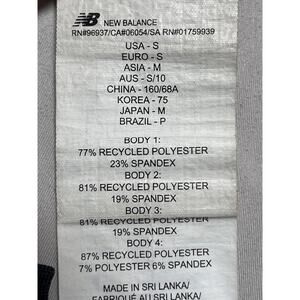 NB NEW BALANCE
RN#96937/CA#06054/SA RN#01759939
USA - S
EURO - S
ASIA - M
AUS - S/10
CHINA - 160/68A
KOREA - 75
JAPAN - M
BRAZIL - P
BODY 1:
77% RECYCLED POLYESTER
23% SPANDEX
BODY 2:
81% RECYCLED POLYESTER
19% SPANDEX
BODY 3:
81% RECYCLED POLYESTER
19% SPANDEX
BODY 4:
87% RECYCLED POLYESTER
7% POLYESTER 6% SPANDEX
MADE IN SRI LANKA/
FABRIQUÉ AU SRI LANKA/